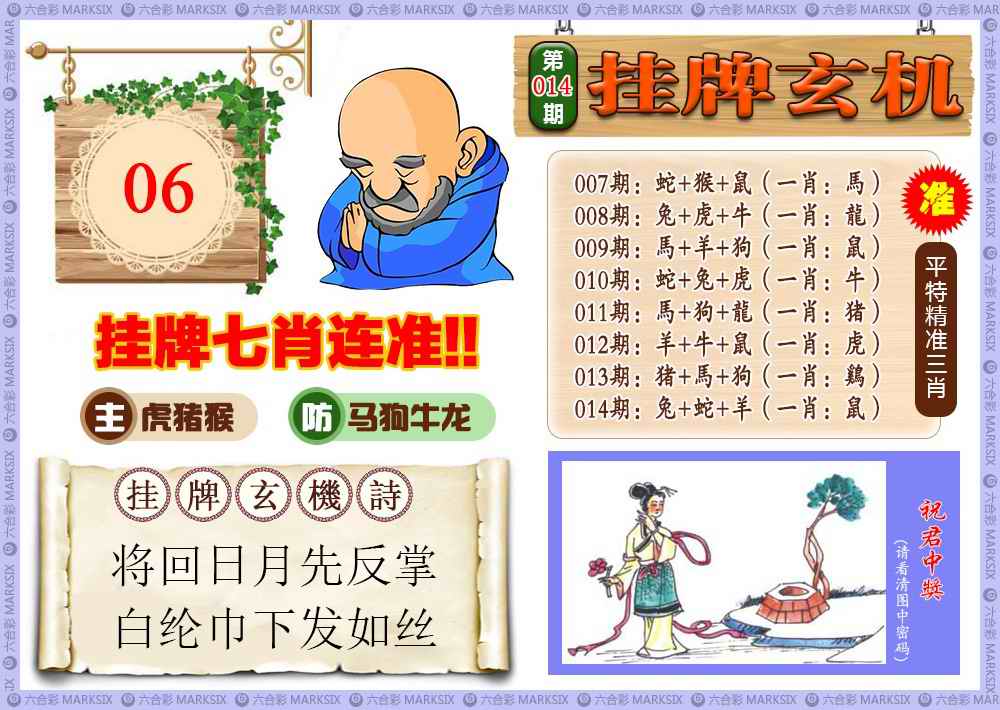 六合彩 MARKSIX
第014期
挂牌玄机
06
挂牌七肖连准!!
主 虎猪猴
防 马狗牛龙
挂牌玄機詩
将回日月先反掌
白纶巾下发如丝
007期：蛇+猴+鼠（一肖：馬）
008期：兔+虎+牛（一肖：龍）
009期：馬+羊+狗（一肖：鼠）
010期：蛇+兔+虎（一肖：牛）
011期：馬+狗+龍（一肖：猪）
012期：羊+牛+鼠（一肖：虎）
013期：猪+馬+狗（一肖：鷄）
014期：兔+蛇+羊（一肖：鼠）
准
平特精准三肖
祝君中獎
（请看清图中密码）